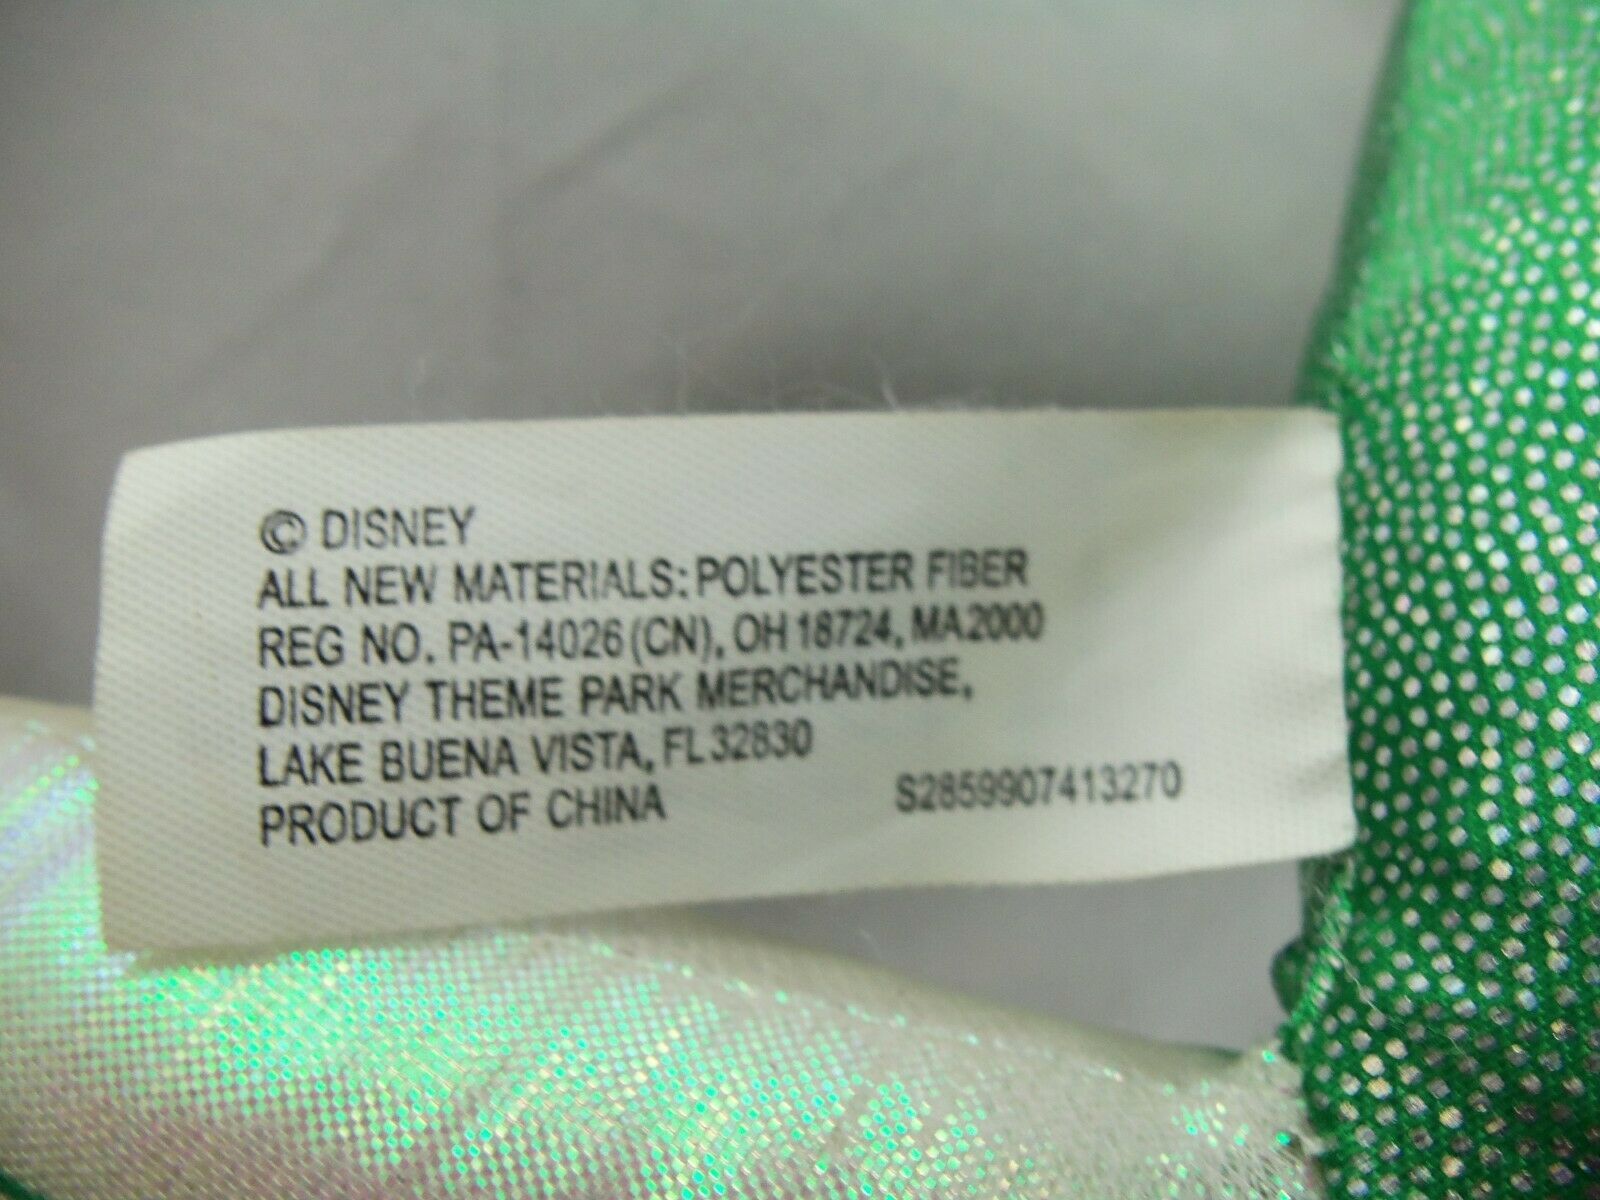 © DISNEY
ALL NEW MATERIALS: POLYESTER FIBER
REG NO. PA-14026 (CN), OH 18724, MA2000
DISNEY THEME PARK MERCHANDISE,
LAKE BUENA VISTA, FL 32830
PRODUCT OF CHINA S2859907413270